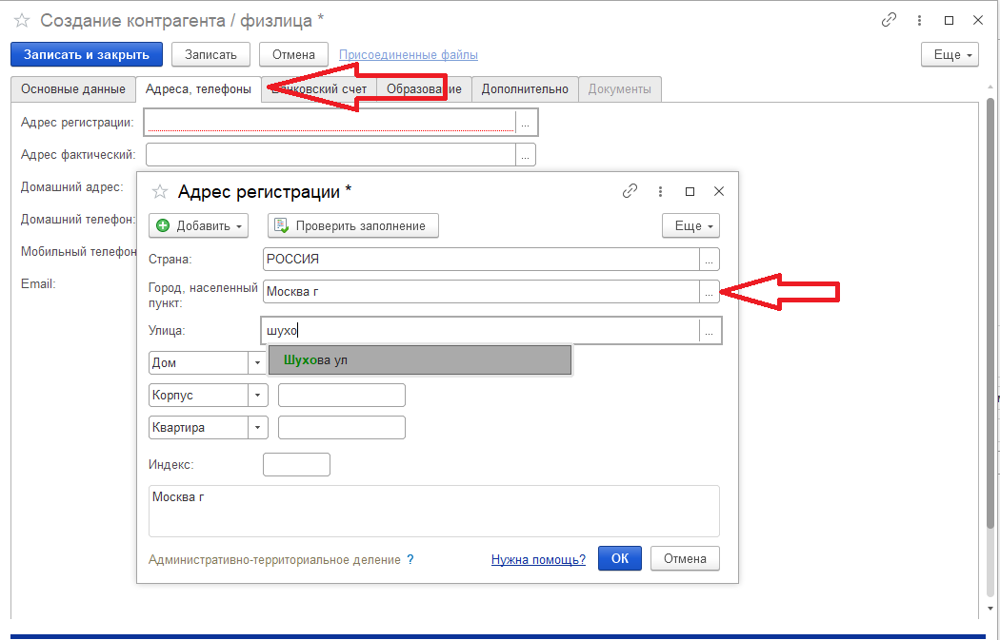 Создание контрагента / физлица *
Записать и закрыть Записать Отмена Присоединенные файлы Еще
Основные данные Адреса, телефоны Банковский счет Образование Дополнительно Документы
Адрес регистрации: ...
Адрес фактический: ...
Домашний адрес:
Домашний телефон:
Мобильный телефон
Email:
Адрес регистрации *
Добавить Проверить заполнение Еще
Страна: РОССИЯ ...
Город, населенный
пункт: Москва г ...
Улица: шухо ...
Шухова ул
Дом
Корпус
Квартира
Индекс:
Москва г
Административно-территориальное деление ? Нужна помощь? ОК Отмена